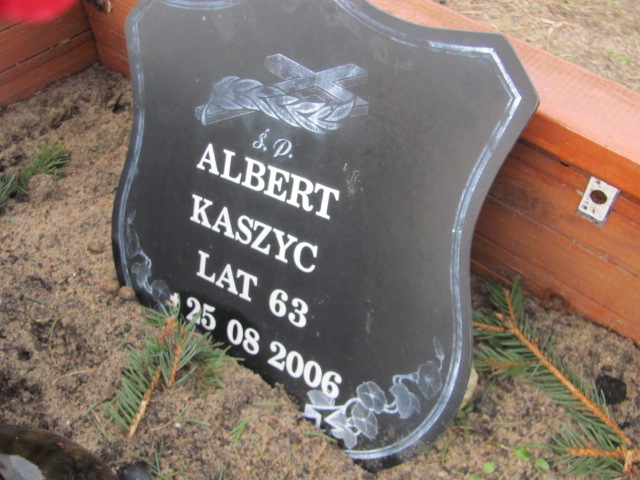 Ś. P.
ALBERT
KASZYC
LAT 63
† 25 08 2006